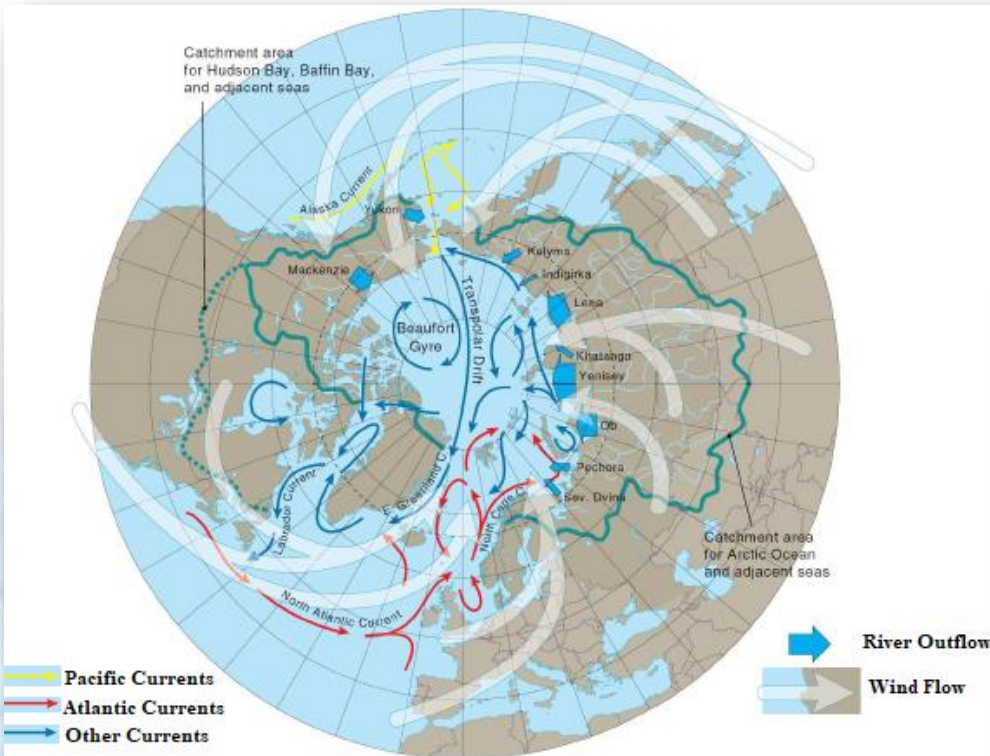 Catchment area
for Hudson Bay, Baffin Bay,
and adjacent seas
Alaska Current
Yukon
Mackenzie
Kolyma
Indigirka
Lena
Transpolar Drift
Beaufort
Gyre
Khatanga
Yenisey
Ob
Pechora
Sev. Dvina
E. Greenland C.
North Cape C.
Labrador Current
North Atlantic Current
Catchment area
for Arctic Ocean
and adjacent seas
Pacific Currents
Atlantic Currents
Other Currents
River Outflow
Wind Flow